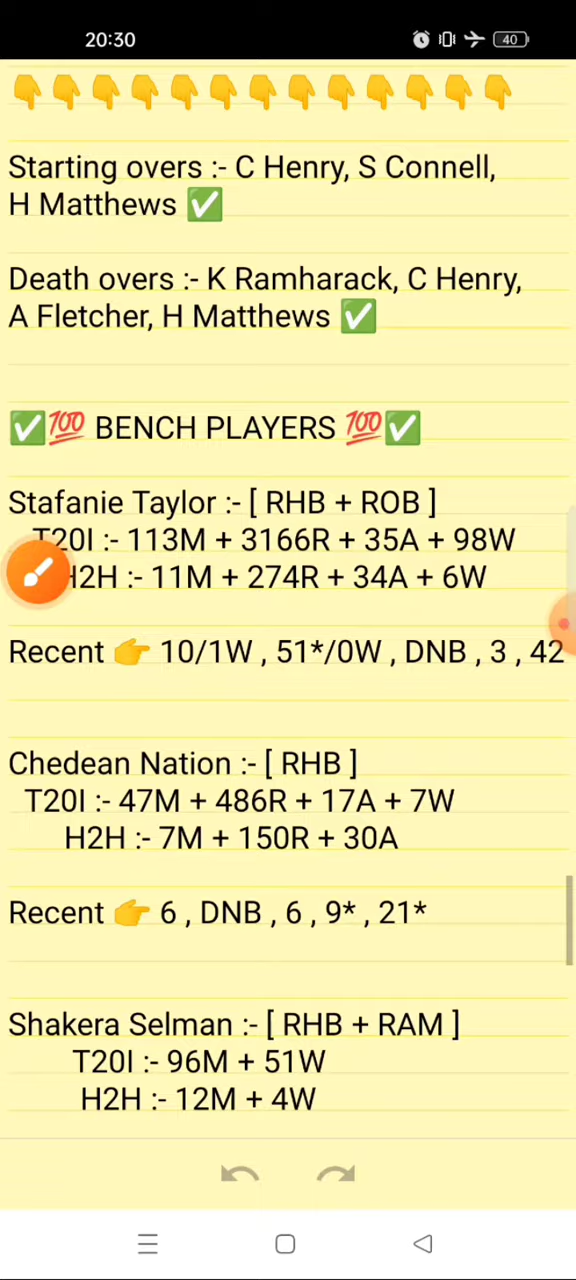 20:30
40
👇👇👇👇👇👇👇👇👇👇👇👇👇
Starting overs :- C Henry, S Connell,
H Matthews ✅
Death overs :- K Ramharack, C Henry,
A Fletcher, H Matthews ✅
✅💯 BENCH PLAYERS 💯✅
Stafanie Taylor :- [ RHB + ROB ]
T20I :- 113M + 3166R + 35A + 98W
H2H :- 11M + 274R + 34A + 6W
Recent 👉 10/1W , 51*/0W , DNB , 3 , 42
Chedean Nation :- [ RHB ]
T20I :- 47M + 486R + 17A + 7W
H2H :- 7M + 150R + 30A
Recent 👉 6 , DNB , 6 , 9* , 21*
Shakera Selman :- [ RHB + RAM ]
T20I :- 96M + 51W
H2H :- 12M + 4W